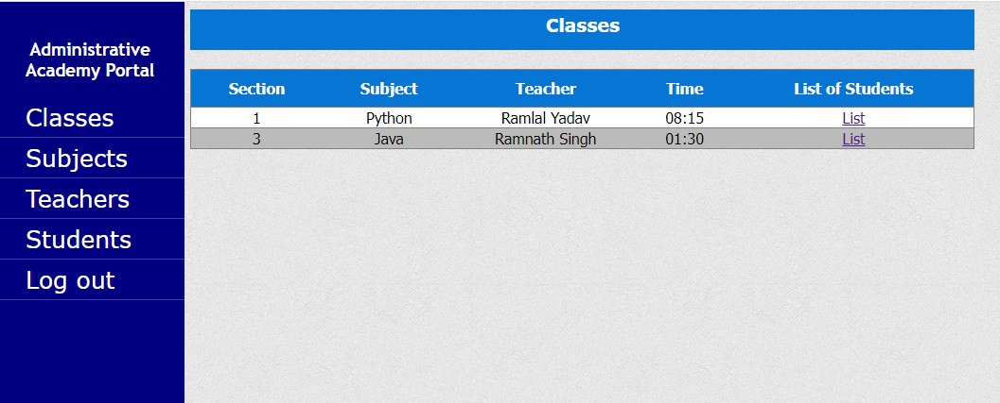 Administrative
Academy Portal
Classes
Subjects
Teachers
Students
Log out
Classes
Section Subject Teacher Time List of Students
1 Python Ramlal Yadav 08:15 List
3 Java Ramnath Singh 01:30 List